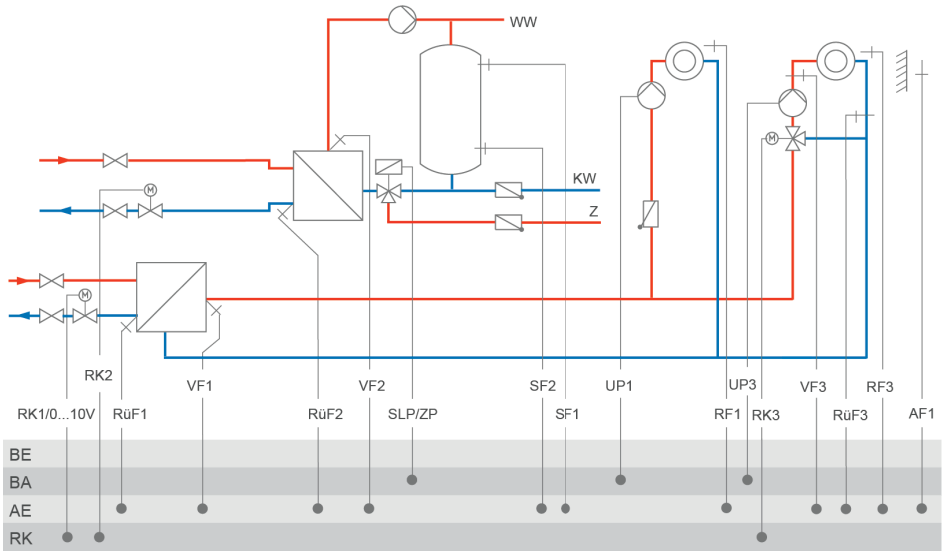 WW
KW
Z
M
M
M
RK2
VF1
VF2
SF2
UP1
UP3
VF3
RF3
RK1/0...10V
RüF1
RüF2
SLP/ZP
SF1
RF1
RK3
RüF3
AF1
BE
BA
AE
RK